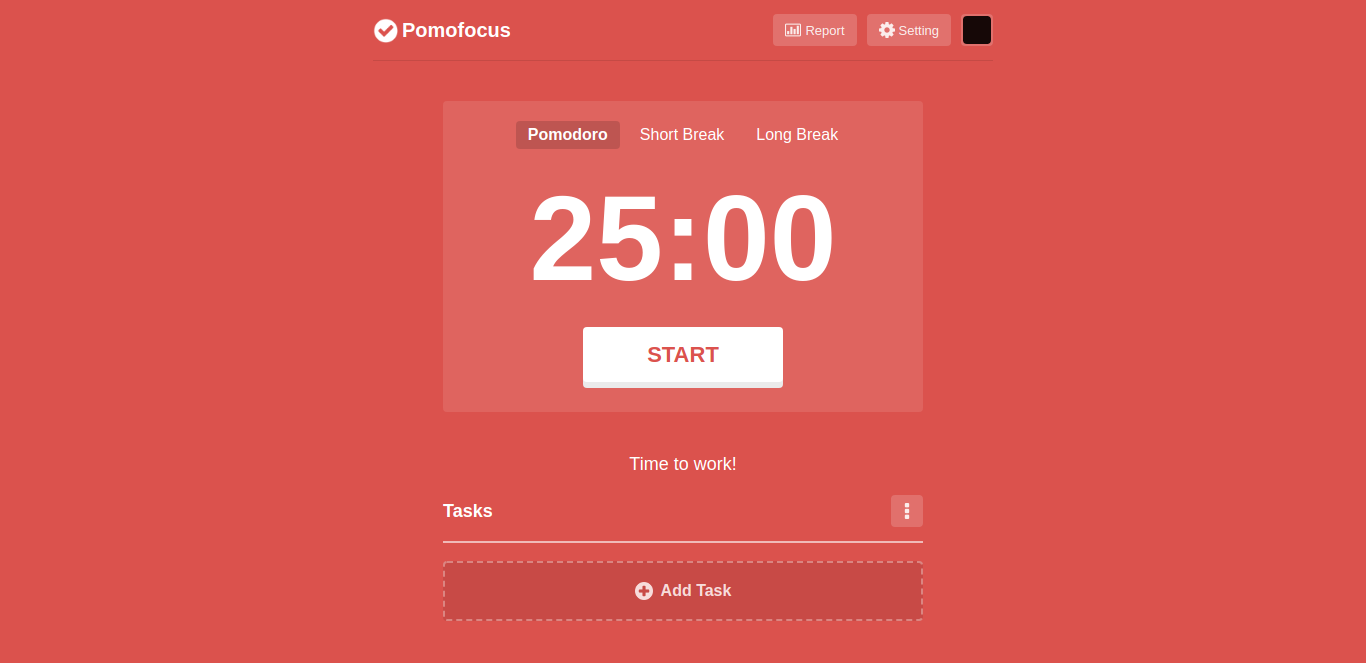 Pomofocus Report Setting
Pomodoro Short Break Long Break
25:00
START
Time to work!
Tasks
Add Task